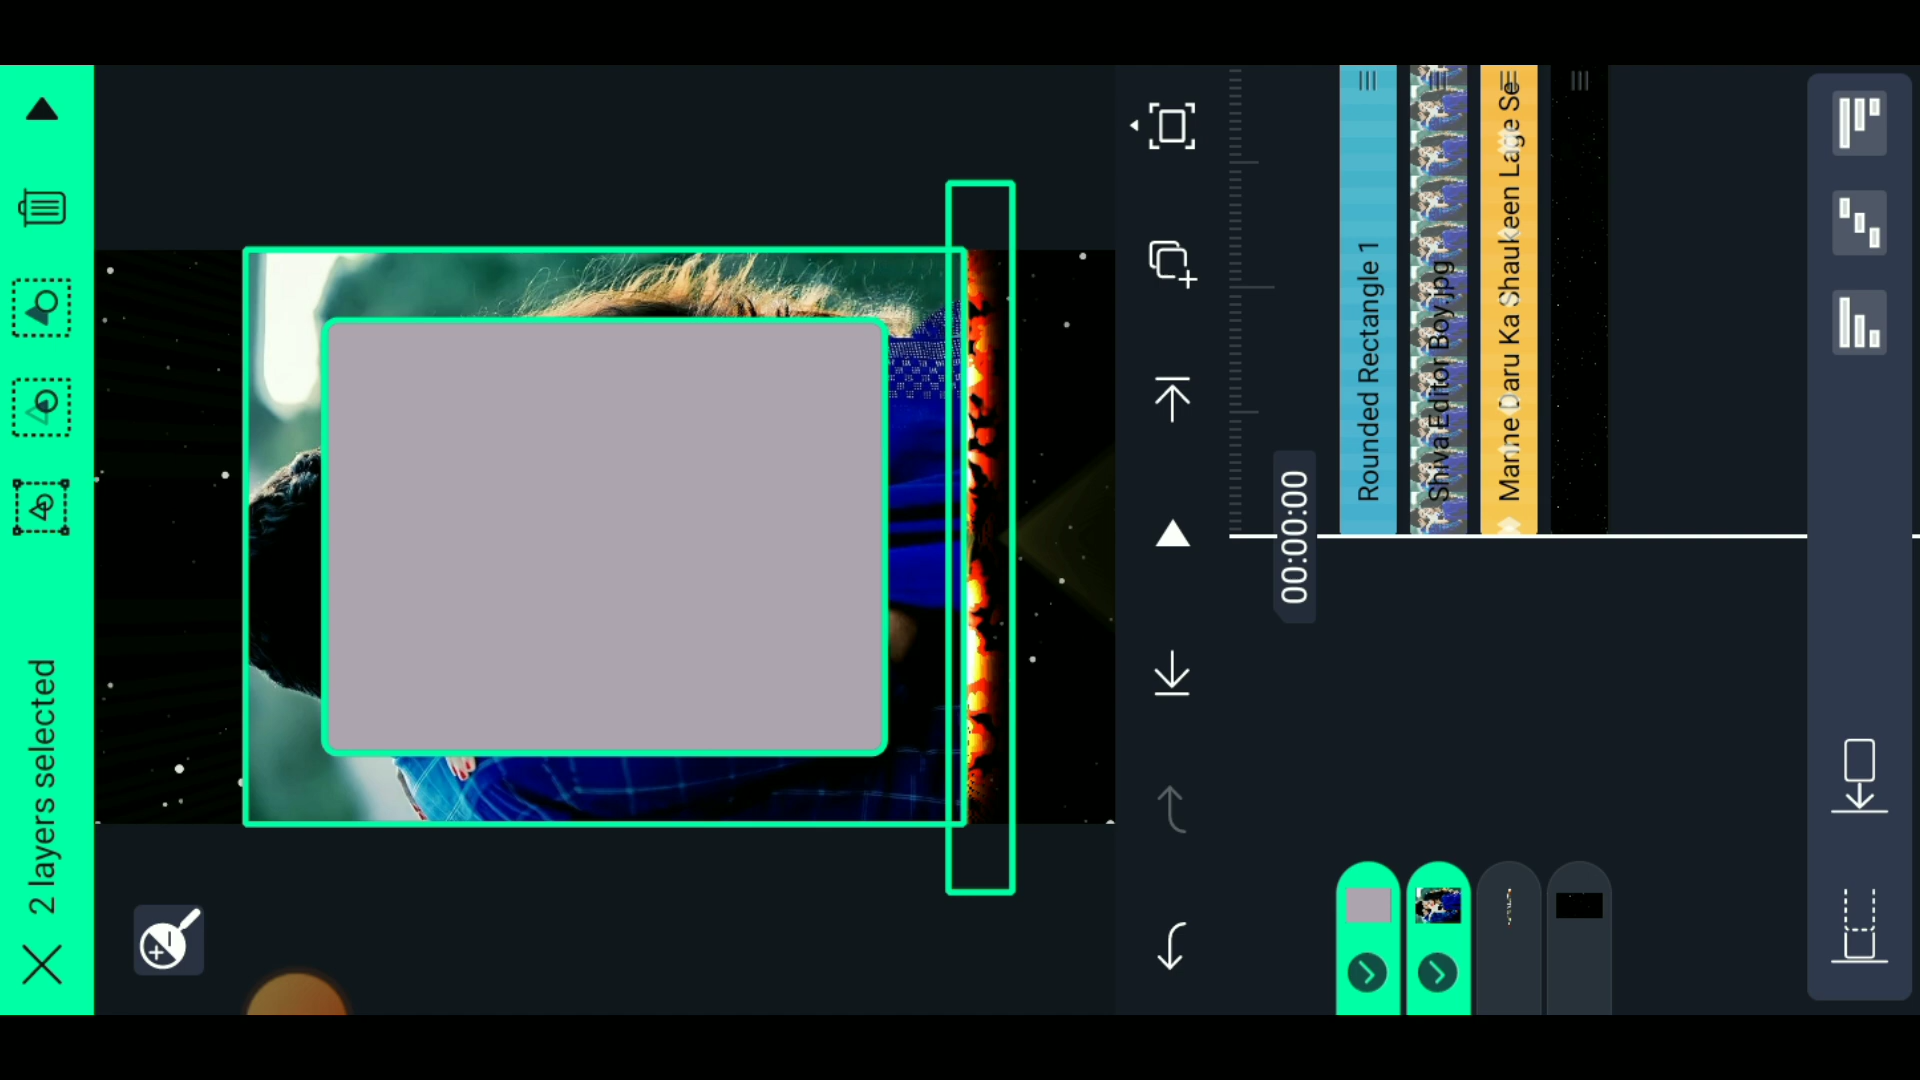 2 layers selected
00:00:00
Rounded Rectangle 1
Shiva Editor Boy.jpg
Manne Daru Ka Shaukeen Lage Se